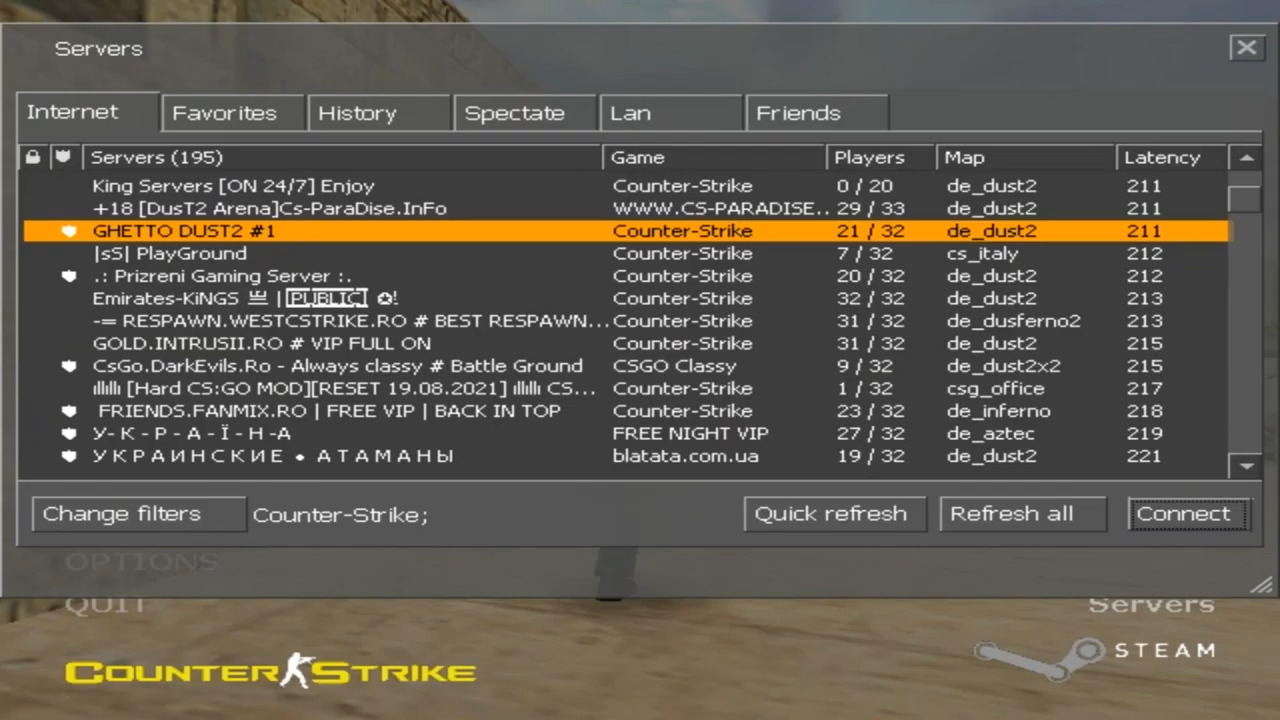 Servers
Internet Favorites History Spectate Lan Friends
Servers (195) Game Players Map Latency
King Servers [ON 24/7] Enjoy Counter-Strike 0 / 20 de_dust2 211
+18 [DusT2 Arena]Cs-ParaDise.InFo WWW.CS-PARADISE.. 29 / 33 de_dust2 211
GHETTO DUST2 #1 Counter-Strike 21 / 32 de_dust2 211
|sS| PlayGround Counter-Strike 7 / 32 cs_italy 212
.: Prizreni Gaming Server :. Counter-Strike 20 / 32 de_dust2 212
Emirates-KiNGS 亗 | [PUBLIC] ✪! Counter-Strike 32 / 32 de_dust2 213
-= RESPAWN.WESTCSTRIKE.RO # BEST RESPAWN... Counter-Strike 31 / 32 de_dusferno2 213
GOLD.INTRUSII.RO # VIP FULL ON Counter-Strike 31 / 32 de_dust2 215
CsGo.DarkEvils.Ro - Always classy # Battle Ground CSGO Classy 9 / 32 de_dust2x2 215
[Hard CS:GO MOD][RESET 19.08.2021] CS... Counter-Strike 1 / 32 csg_office 217
FRIENDS.FANMIX.RO | FREE VIP | BACK IN TOP Counter-Strike 23 / 32 de_inferno 218
У- К - Р - А - Ї - Н -А FREE NIGHT VIP 27 / 32 de_aztec 219
У К Р А И Н С К И Е • А Т А М А Н Ы blatata.com.ua 19 / 32 de_dust2 221
Change filters Counter-Strike; Quick refresh Refresh all Connect
OPTIONS
QUIT Servers
COUNTER STRIKE STEAM